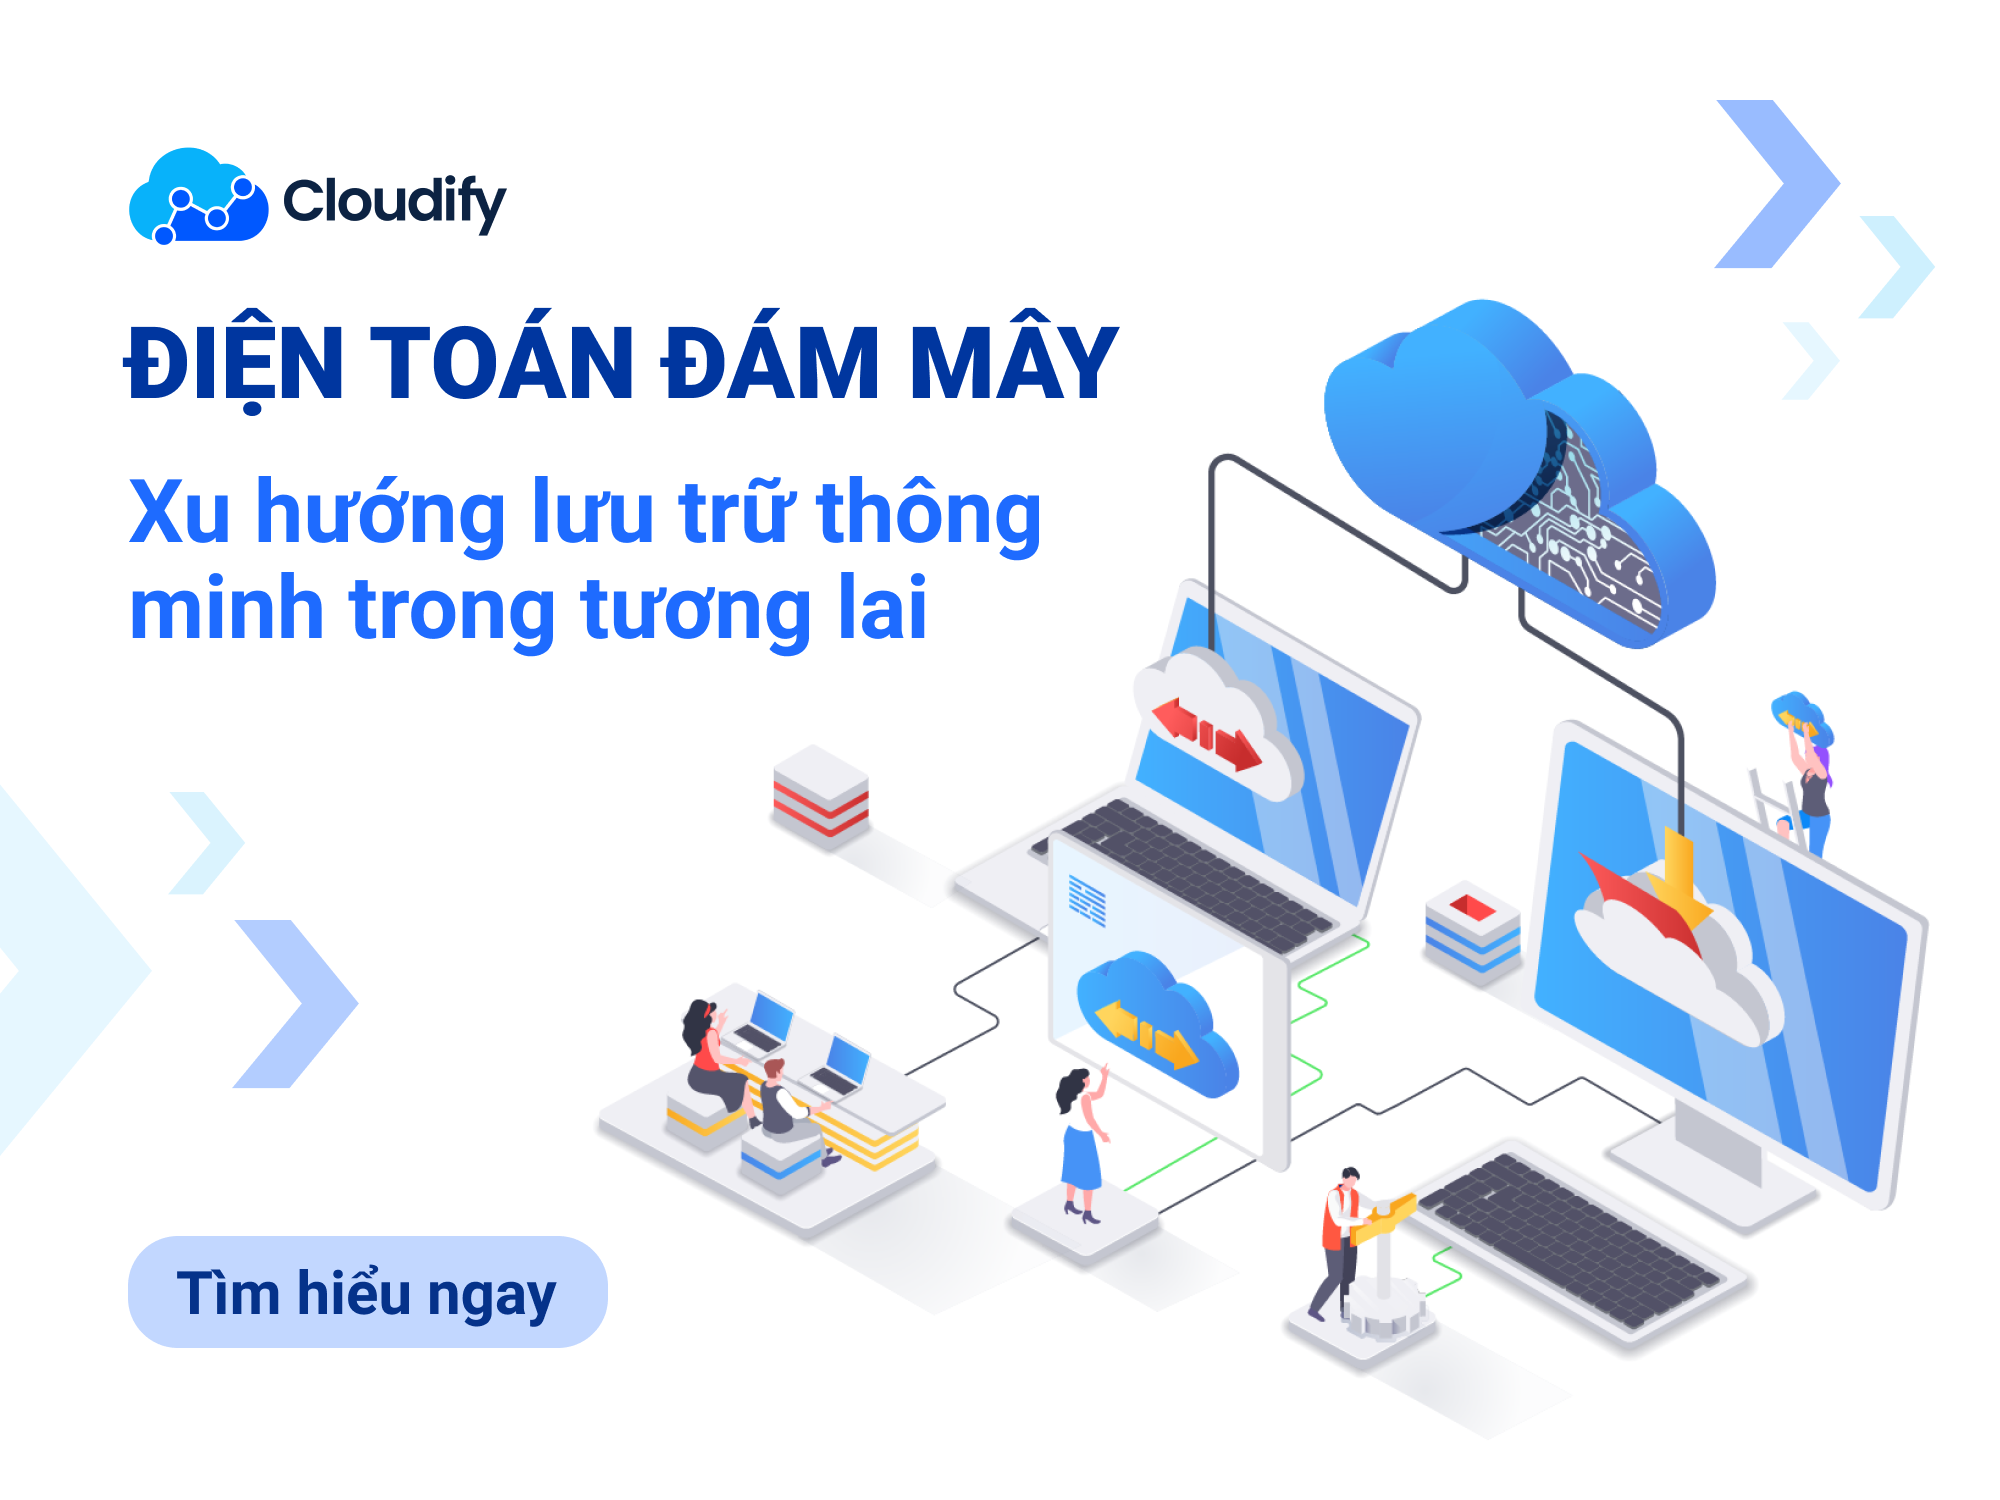 Cloudify
ĐIỆN TOÁN ĐÁM MÂY
Xu hướng lưu trữ thông
minh trong tương lai
Tìm hiểu ngay